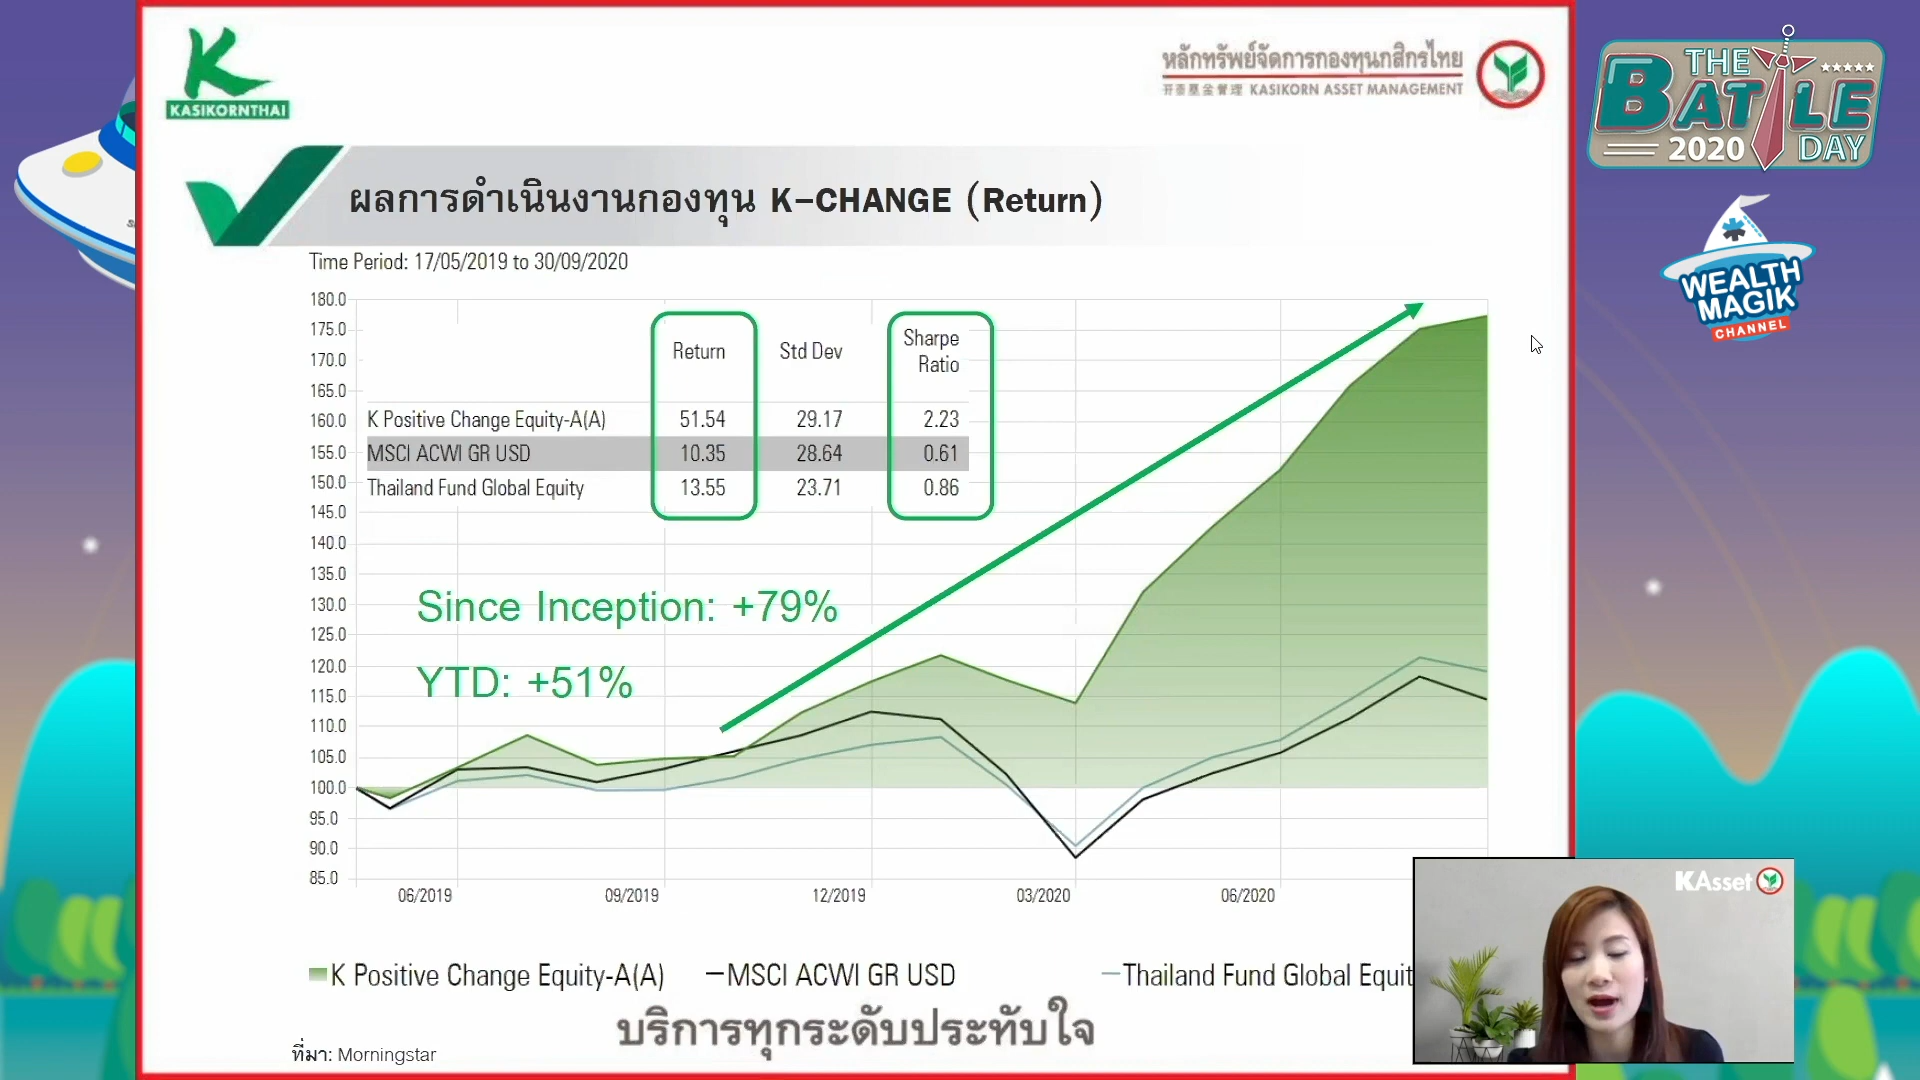 KASIKORNTHAI
หลักทรัพย์จัดการกองทุนกสิกรไทย
开泰基金管理 KASIKORN ASSET MANAGEMENT
THE
BATTLE
2020 DAY
WEALTH
MAGIK
CHANNEL
ผลการดำเนินงานกองทุน K-CHANGE (Return)
Time Period: 17/05/2019 to 30/09/2020
180.0
175.0
170.0
165.0
160.0
155.0
150.0
145.0
140.0
135.0
130.0
125.0
120.0
115.0
110.0
105.0
100.0
95.0
90.0
85.0
Return Std Dev Sharpe Ratio
K Positive Change Equity-A(A) 51.54 29.17 2.23
MSCI ACWI GR USD 10.35 28.64 0.61
Thailand Fund Global Equity 13.55 23.71 0.86
Since Inception: +79%
YTD: +51%
06/2019 09/2019 12/2019 03/2020 06/2020
K Positive Change Equity-A(A) MSCI ACWI GR USD Thailand Fund Global Equit
บริการทุกระดับประทับใจ
ที่มา: Morningstar
KAsset